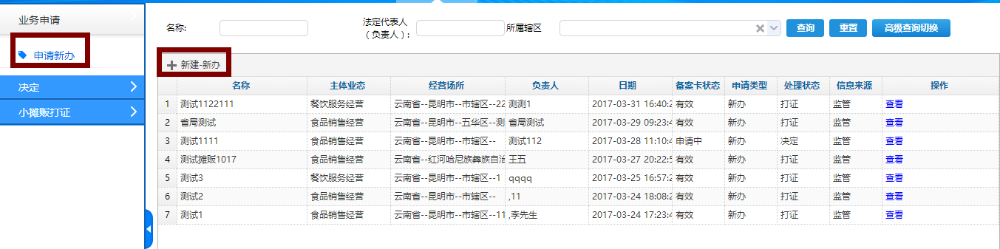 业务申请
申请新办
决定
小摊贩打证
名称:
法定代表人
（负责人）:
所属辖区
查询
重置
高级查询切换
新建-新办
名称 主体业态 经营场所 负责人 日期 备案卡状态 申请类型 处理状态 信息来源 操作
1 测试1122111 餐饮服务经营 云南省--昆明市--市辖区--22 测测1 2017-03-31 16:40:2 有效 新办 打证 监管 查看
2 省局测试 食品销售经营 云南省--昆明市--五华区--测 省局测试 2017-03-29 09:23:4 有效 新办 打证 监管 查看
3 测试1111 食品销售经营 云南省--昆明市--市辖区-- 测试112 2017-03-28 11:10:4 申请中 新办 决定 监管 查看
4 测试摊贩1017 食品销售经营 云南省--红河哈尼族彝族自治 王五 2017-03-27 20:22:5 有效 新办 打证 监管 查看
5 测试3 餐饮服务经营 云南省--昆明市--市辖区--1 qqqq 2017-03-25 16:57:2 有效 新办 打证 监管 查看
6 测试2 食品销售经营 云南省--昆明市--市辖区-- ,11 2017-03-24 18:08:2 有效 新办 打证 监管 查看
7 测试1 食品销售经营 云南省--昆明市--市辖区--11 ,李先生 2017-03-24 17:23:4 有效 新办 打证 监管 查看